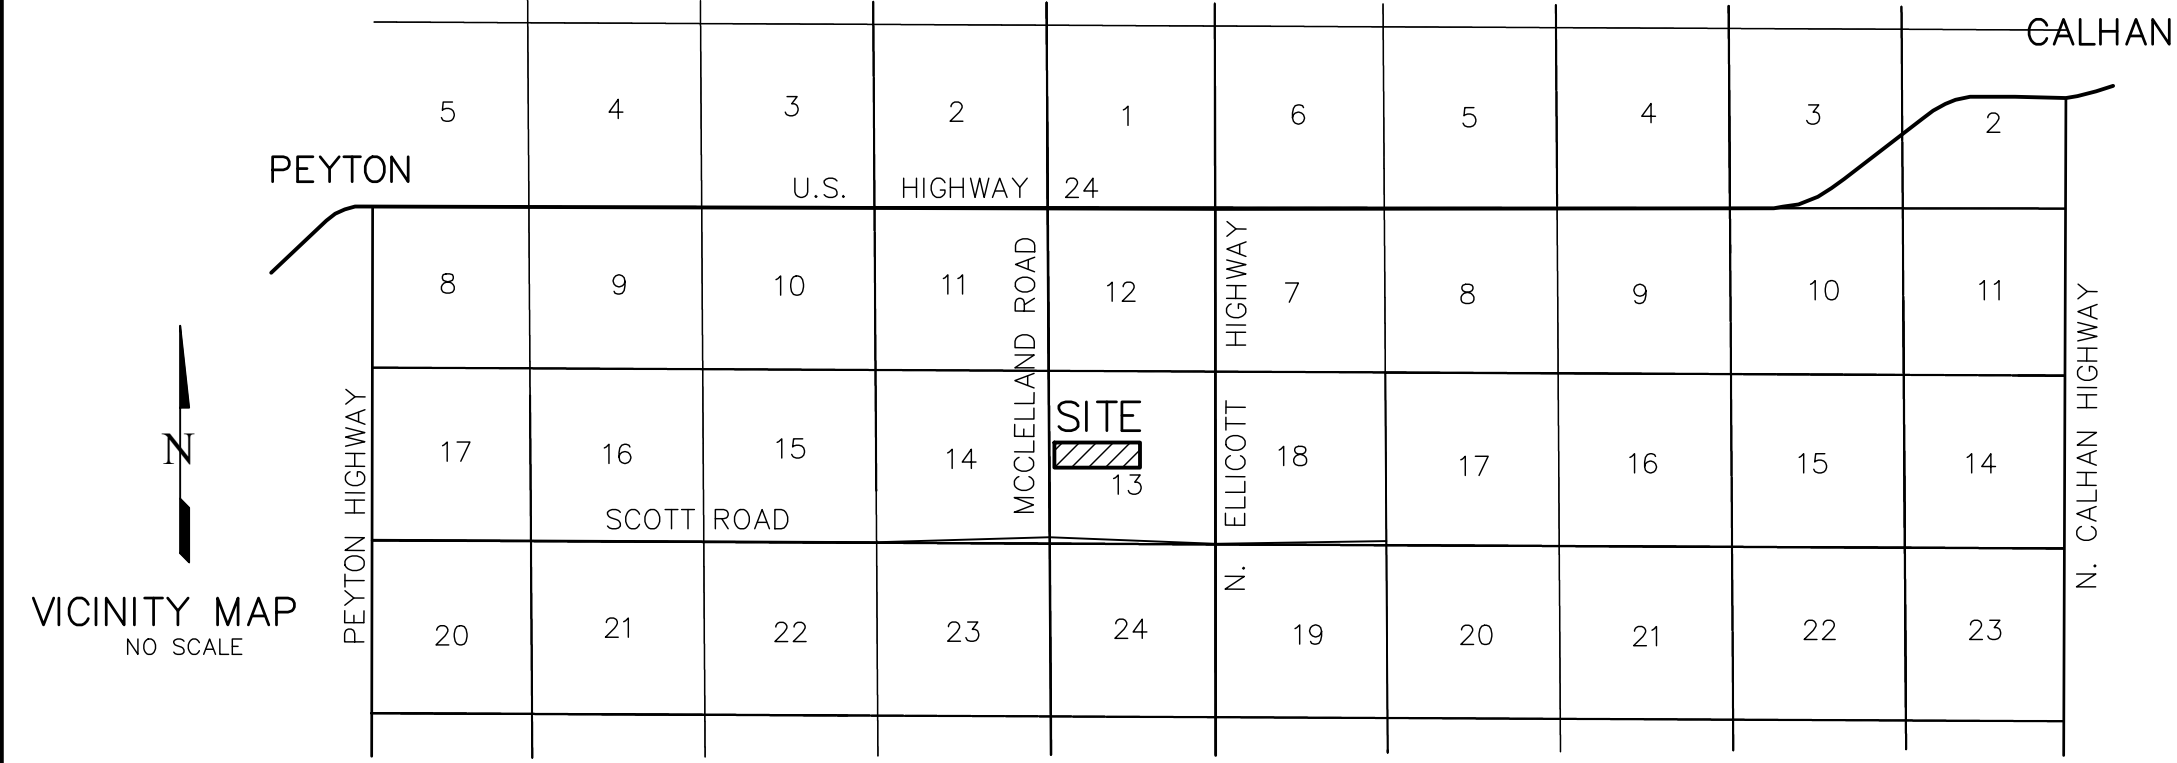 CALHAN
5 4 3 2 1 6 5 4 3 2
PEYTON
U.S. HIGHWAY 24
8 9 10 11 12 7 8 9 10 11
MCCLELLAND ROAD
N. ELLICOTT HIGHWAY
N. CALHAN HIGHWAY
PEYTON HIGHWAY
SITE
N
17 16 15 14 13 18 17 16 15 14
SCOTT ROAD
VICINITY MAP
NO SCALE
20 21 22 23 24 19 20 21 22 23